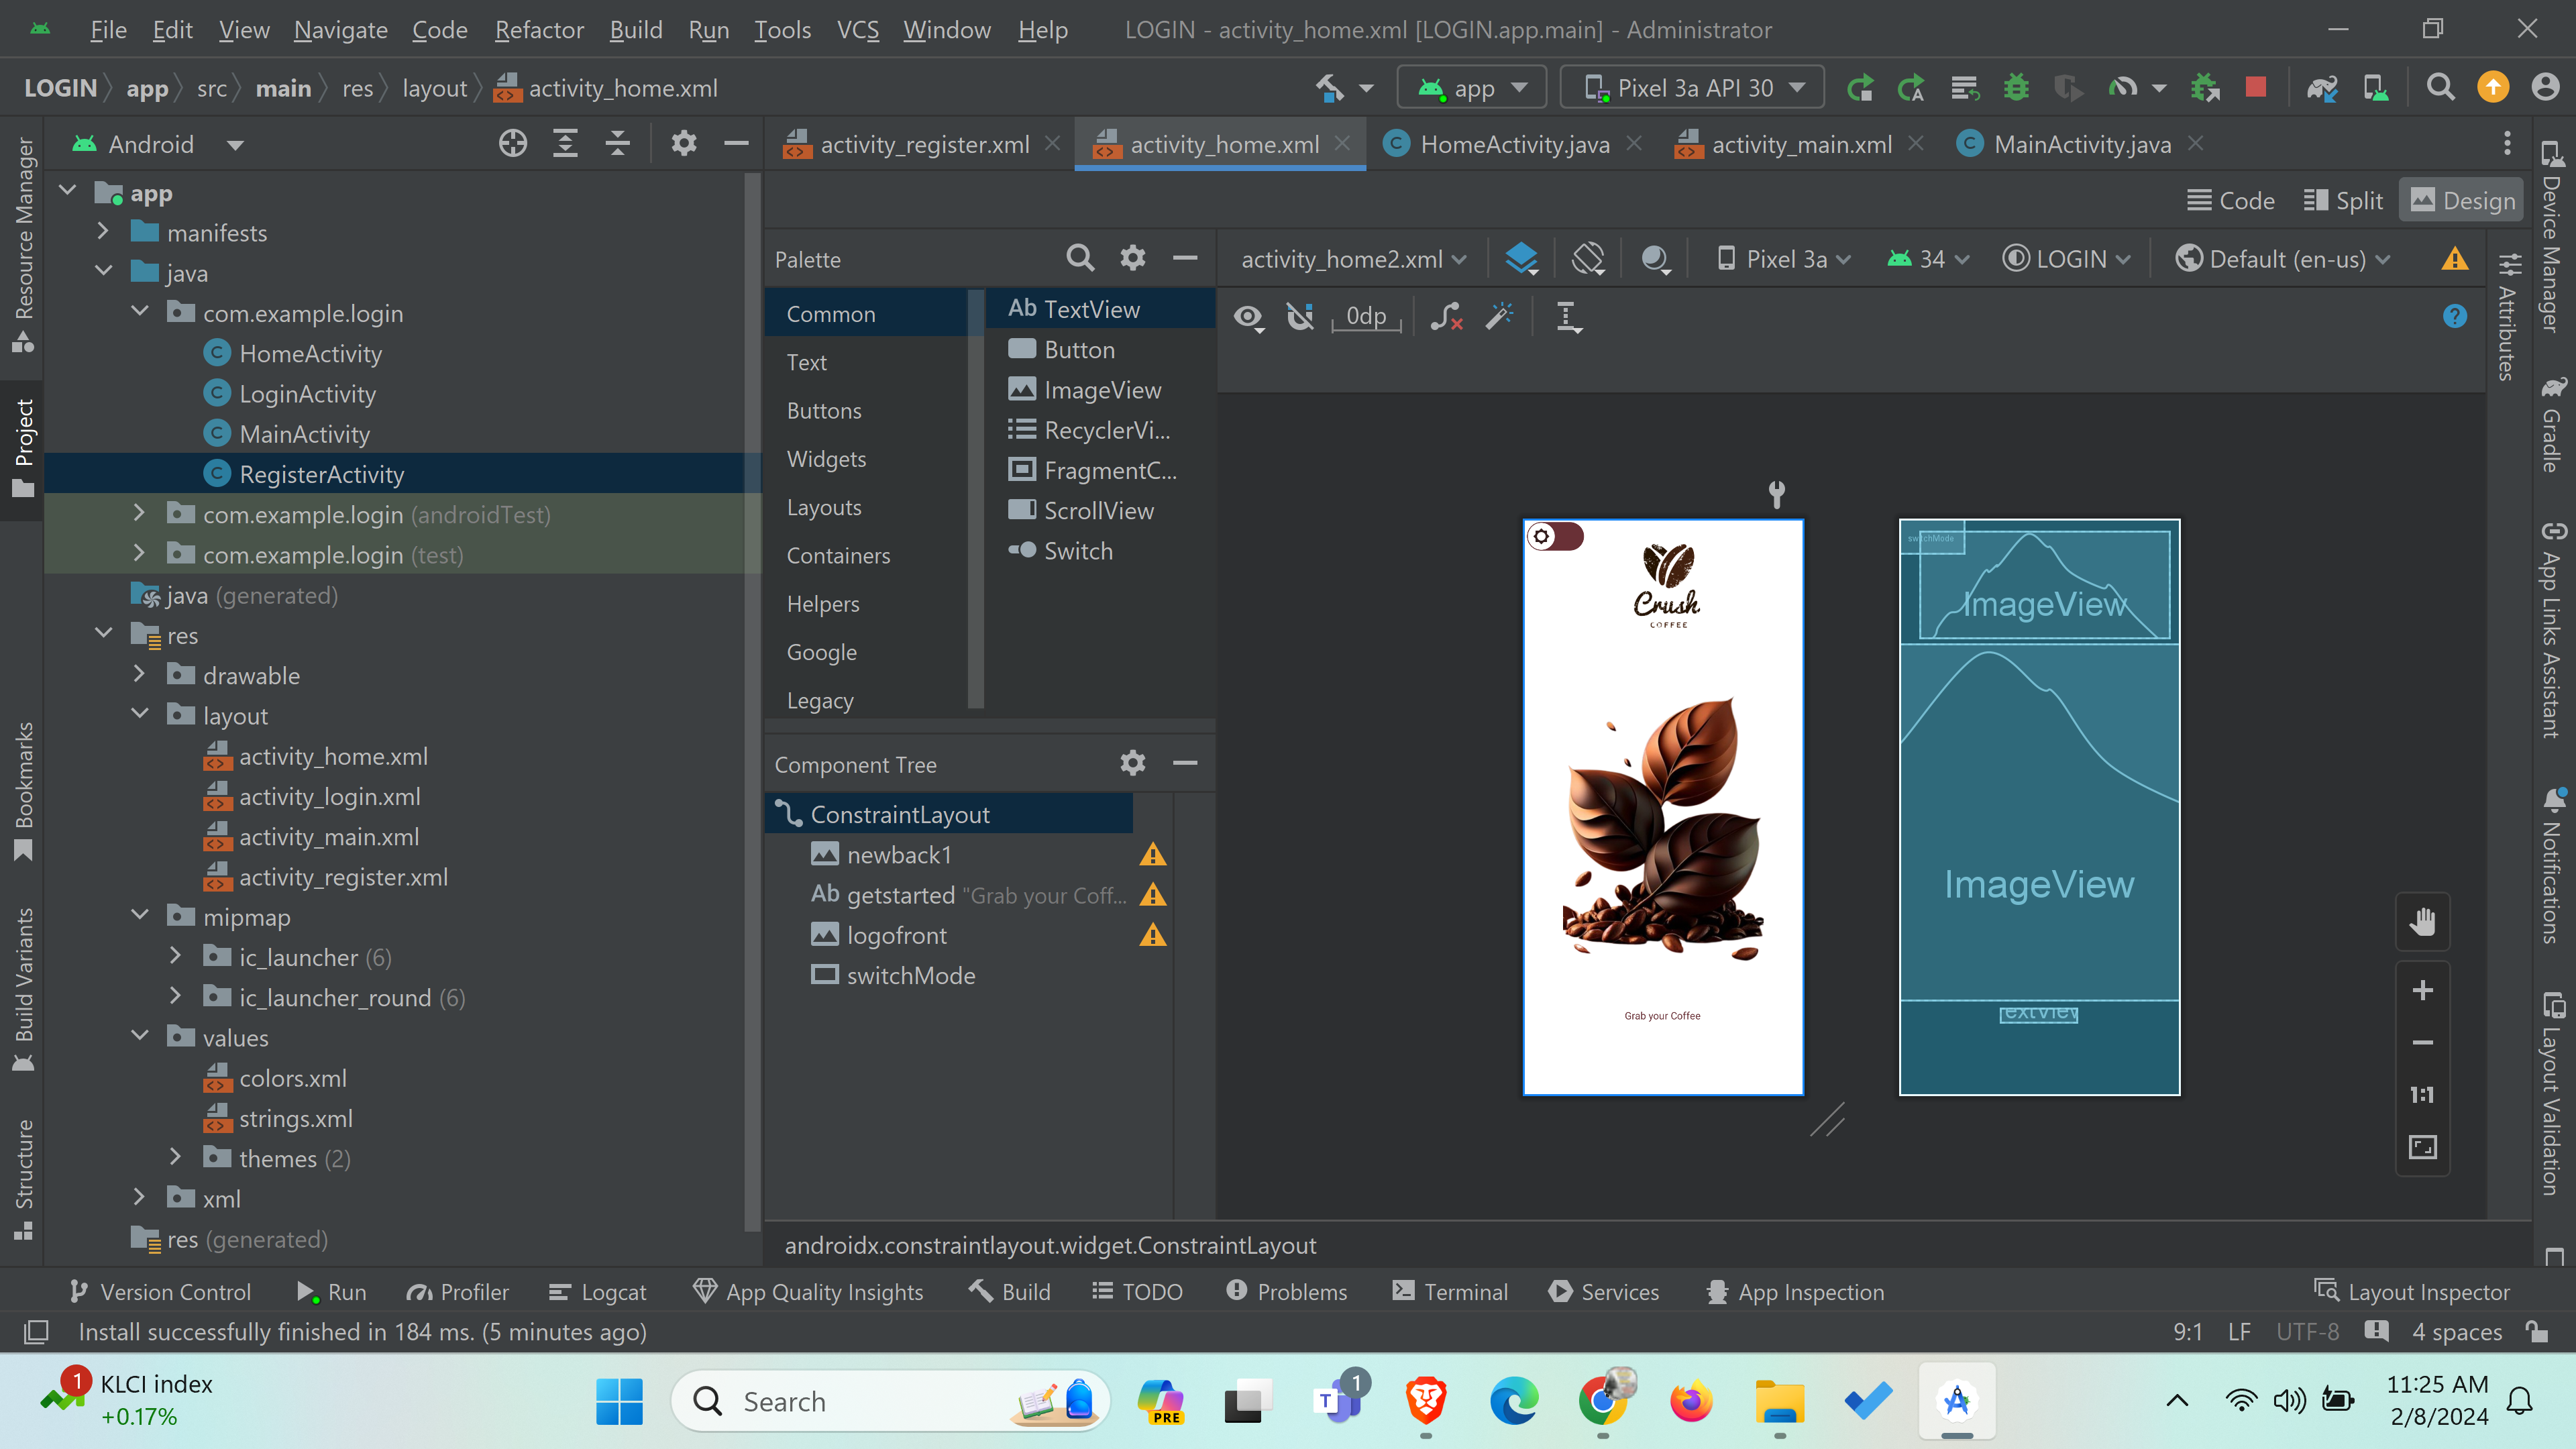 File Edit View Navigate Code Refactor Build Run Tools VCS Window Help LOGIN - activity_home.xml [LOGIN.app.main] - Administrator
LOGIN app src main res layout activity_home.xml app Pixel 3a API 30
Android
activity_register.xml activity_home.xml HomeActivity.java activity_main.xml MainActivity.java
Code Split Design
Resource Manager
Project
Bookmarks
Build Variants
Structure
app
manifests
java
com.example.login
HomeActivity
LoginActivity
MainActivity
RegisterActivity
com.example.login (androidTest)
com.example.login (test)
java (generated)
res
drawable
layout
activity_home.xml
activity_login.xml
activity_main.xml
activity_register.xml
mipmap
ic_launcher (6)
ic_launcher_round (6)
values
colors.xml
strings.xml
themes (2)
xml
res (generated)
Palette
Common
Text
Buttons
Widgets
Layouts
Containers
Helpers
Google
Legacy
Ab TextView
Button
ImageView
RecyclerVi...
FragmentC...
ScrollView
Switch
Component Tree
ConstraintLayout
newback1
Ab getstarted "Grab your Coff...
logofront
switchMode
activity_home2.xml Pixel 3a 34 LOGIN Default (en-us)
0dp
Crush
COFFEE
Grab your Coffee
switchMode
ImageView
ImageView
TextView
1:1
Attributes
Device Manager
Gradle
App Links Assistant
Notifications
Layout Validation
androidx.constraintlayout.widget.ConstraintLayout
Version Control Run Profiler Logcat App Quality Insights Build TODO Problems Terminal Services App Inspection Layout Inspector
Install successfully finished in 184 ms. (5 minutes ago) 9:1 LF UTF-8 4 spaces
1 KLCI index
+0.17%
Search
PRE
T 1
11:25 AM
2/8/2024